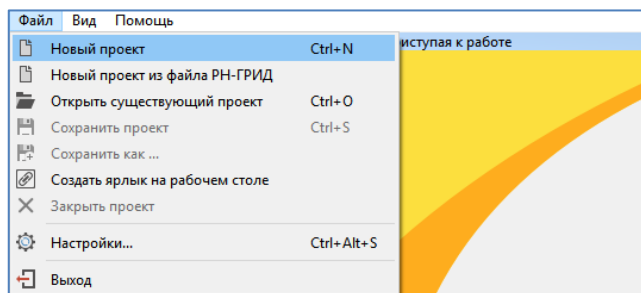 Файл Вид Помощь
Новый проект Ctrl+N
иступая к работе
Новый проект из файла РН-ГРИД
Открыть существующий проект Ctrl+O
Сохранить проект Ctrl+S
Сохранить как ...
Создать ярлык на рабочем столе
Закрыть проект
Настройки... Ctrl+Alt+S
Выход